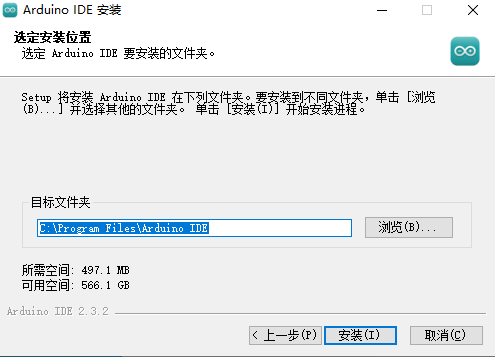 Arduino IDE 安装
选定安装位置
选定 Arduino IDE 要安装的文件夹。
Setup 将安装 Arduino IDE 在下列文件夹。要安装到不同文件夹，单击 [浏览
(B)...] 并选择其他的文件夹。 单击 [安装(I)] 开始安装进程。
目标文件夹
C:\Program Files\Arduino IDE
浏览(B)...
所需空间: 497.1 MB
可用空间: 566.1 GB
Arduino IDE 2.3.2
< 上一步(P)
安装(I)
取消(C)